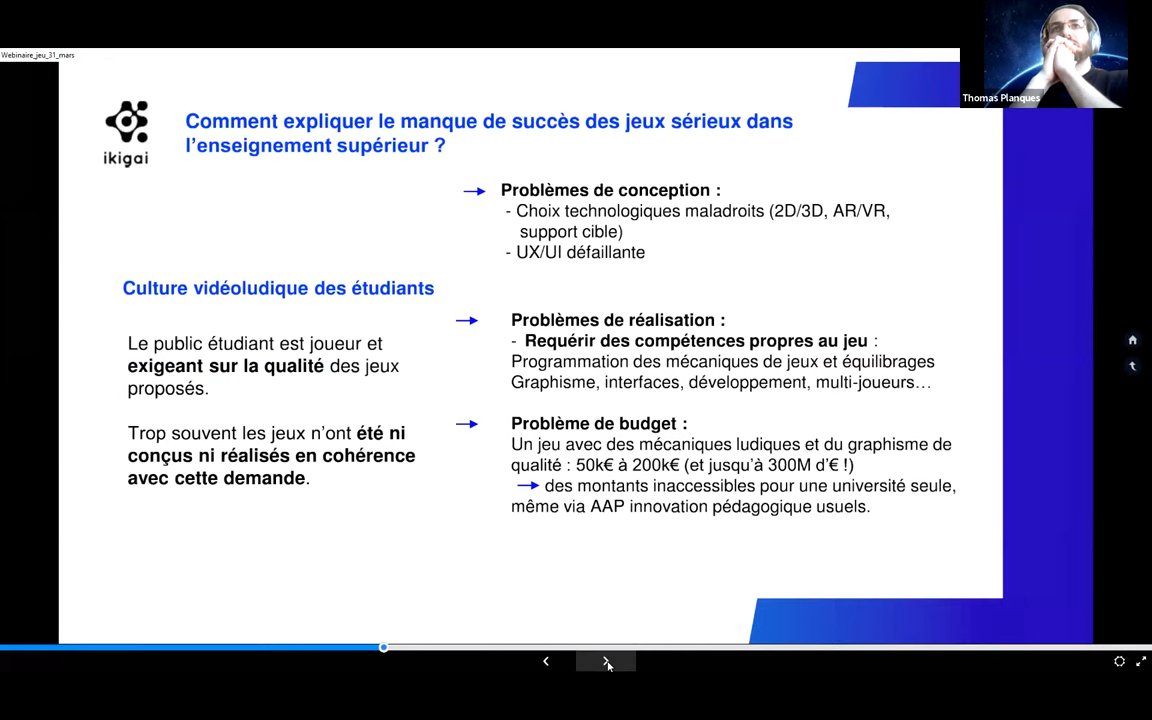 Webinaire_jeu_31_mars
Thomas Planques
ikigai
Comment expliquer le manque de succès des jeux sérieux dans
l’enseignement supérieur ?
Culture vidéoludique des étudiants
Le public étudiant est joueur et
exigeant sur la qualité des jeux
proposés.
Trop souvent les jeux n’ont été ni
conçus ni réalisés en cohérence
avec cette demande.
Problèmes de conception :
- Choix technologiques maladroits (2D/3D, AR/VR,
support cible)
- UX/UI défaillante
Problèmes de réalisation :
- Requérir des compétences propres au jeu :
Programmation des mécaniques de jeux et équilibrages
Graphisme, interfaces, développement, multi-joueurs…
Problème de budget :
Un jeu avec des mécaniques ludiques et du graphisme de
qualité : 50k€ à 200k€ (et jusqu’à 300M d’€ !)
des montants inaccessibles pour une université seule,
même via AAP innovation pédagogique usuels.